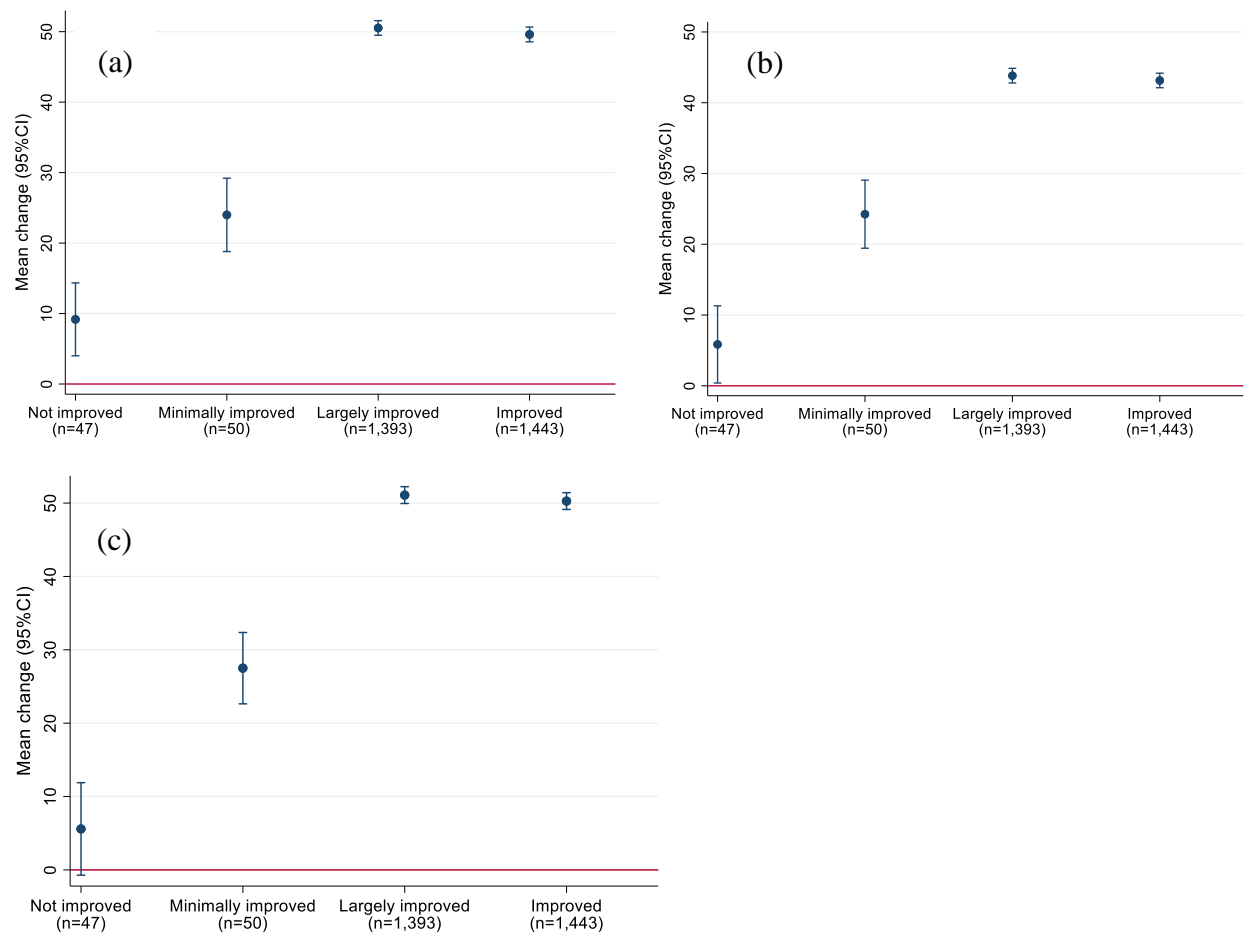 (a)
Mean change (95%CI)
50
40
30
20
10
0
Not improved Minimally improved Largely improved Improved
(n=47) (n=50) (n=1,393) (n=1,443)
(b)
Mean change (95%CI)
50
40
30
20
10
0
Not improved Minimally improved Largely improved Improved
(n=47) (n=50) (n=1,393) (n=1,443)
(c)
Mean change (95%CI)
50
40
30
20
10
0
Not improved Minimally improved Largely improved Improved
(n=47) (n=50) (n=1,393) (n=1,443)